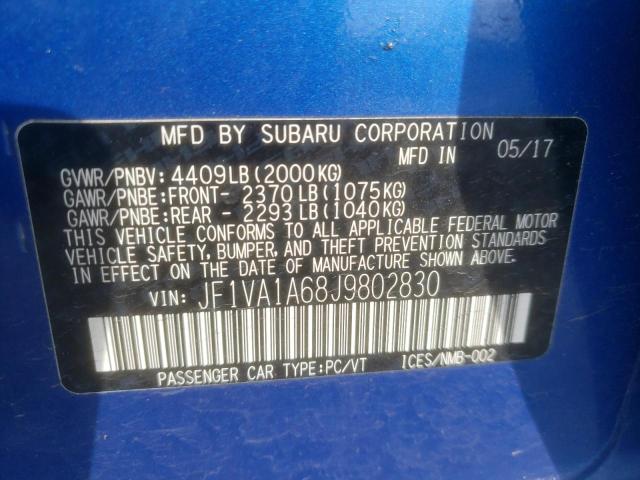 MFD BY SUBARU CORPORATION
MFD IN 05/17
GVWR/PNBV: 4409LB(2000KG)
GAWR/PNBE:FRONT- 2370LB(1075KG)
GAWR/PNBE:REAR - 2293LB(1040KG)
THIS VEHICLE CONFORMS TO ALL APPLICABLE FEDERAL MOTOR
VEHICLE SAFETY, BUMPER, AND THEFT PREVENTION STANDARDS
IN EFFECT ON THE DATE OF MANUFACTURE SHOWN ABOVE.
VIN: JF1VA1A68J9802830
PASSENGER CAR TYPE:PC/VT ICES/NMB-002